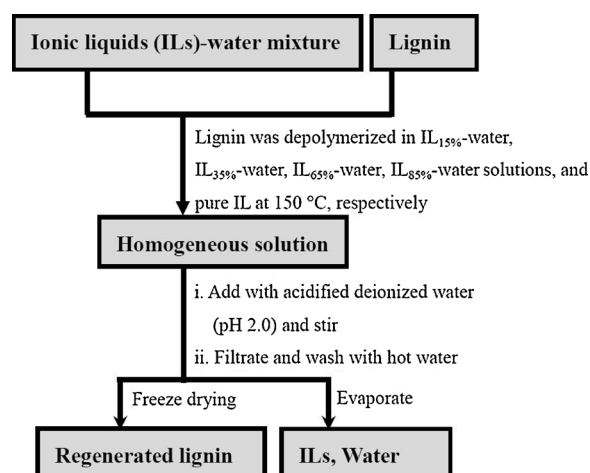 Ionic liquids (ILs)-water mixture
Lignin
Lignin was depolymerized in IL15%-water,
IL35%-water, IL65%-water, IL85%-water solutions, and
pure IL at 150 °C, respectively
Homogeneous solution
i. Add with acidified deionized water
(pH 2.0) and stir
ii. Filtrate and wash with hot water
Freeze drying
Evaporate
Regenerated lignin
ILs, Water